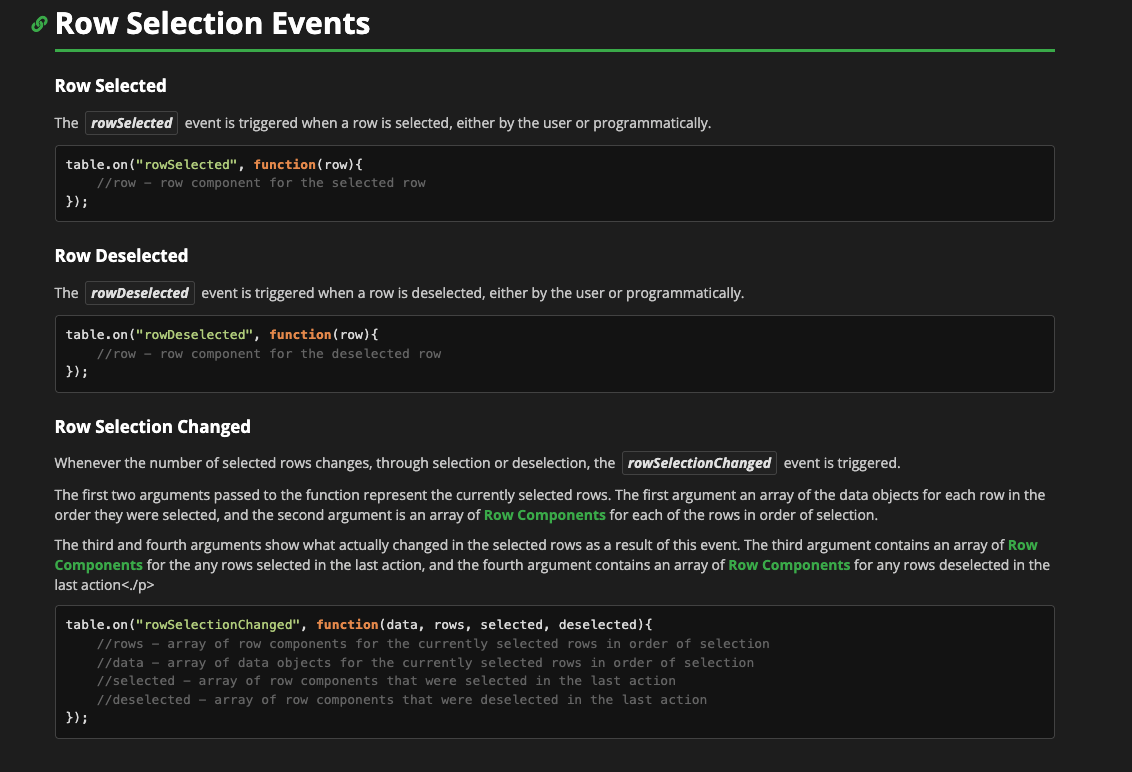 Row Selection Events
Row Selected
The rowSelected event is triggered when a row is selected, either by the user or programmatically.
table.on("rowSelected", function(row){
    //row - row component for the selected row
});
Row Deselected
The rowDeselected event is triggered when a row is deselected, either by the user or programmatically.
table.on("rowDeselected", function(row){
    //row - row component for the deselected row
});
Row Selection Changed
Whenever the number of selected rows changes, through selection or deselection, the rowSelectionChanged event is triggered.
The first two arguments passed to the function represent the currently selected rows. The first argument an array of the data objects for each row in the
order they were selected, and the second argument is an array of Row Components for each of the rows in order of selection.
The third and fourth arguments show what actually changed in the selected rows as a result of this event. The third argument contains an array of Row
Components for the any rows selected in the last action, and the fourth argument contains an array of Row Components for any rows deselected in the
last action<./p>
table.on("rowSelectionChanged", function(data, rows, selected, deselected){
    //rows - array of row components for the currently selected rows in order of selection
    //data - array of data objects for the currently selected rows in order of selection
    //selected - array of row components that were selected in the last action
    //deselected - array of row components that were deselected in the last action
});